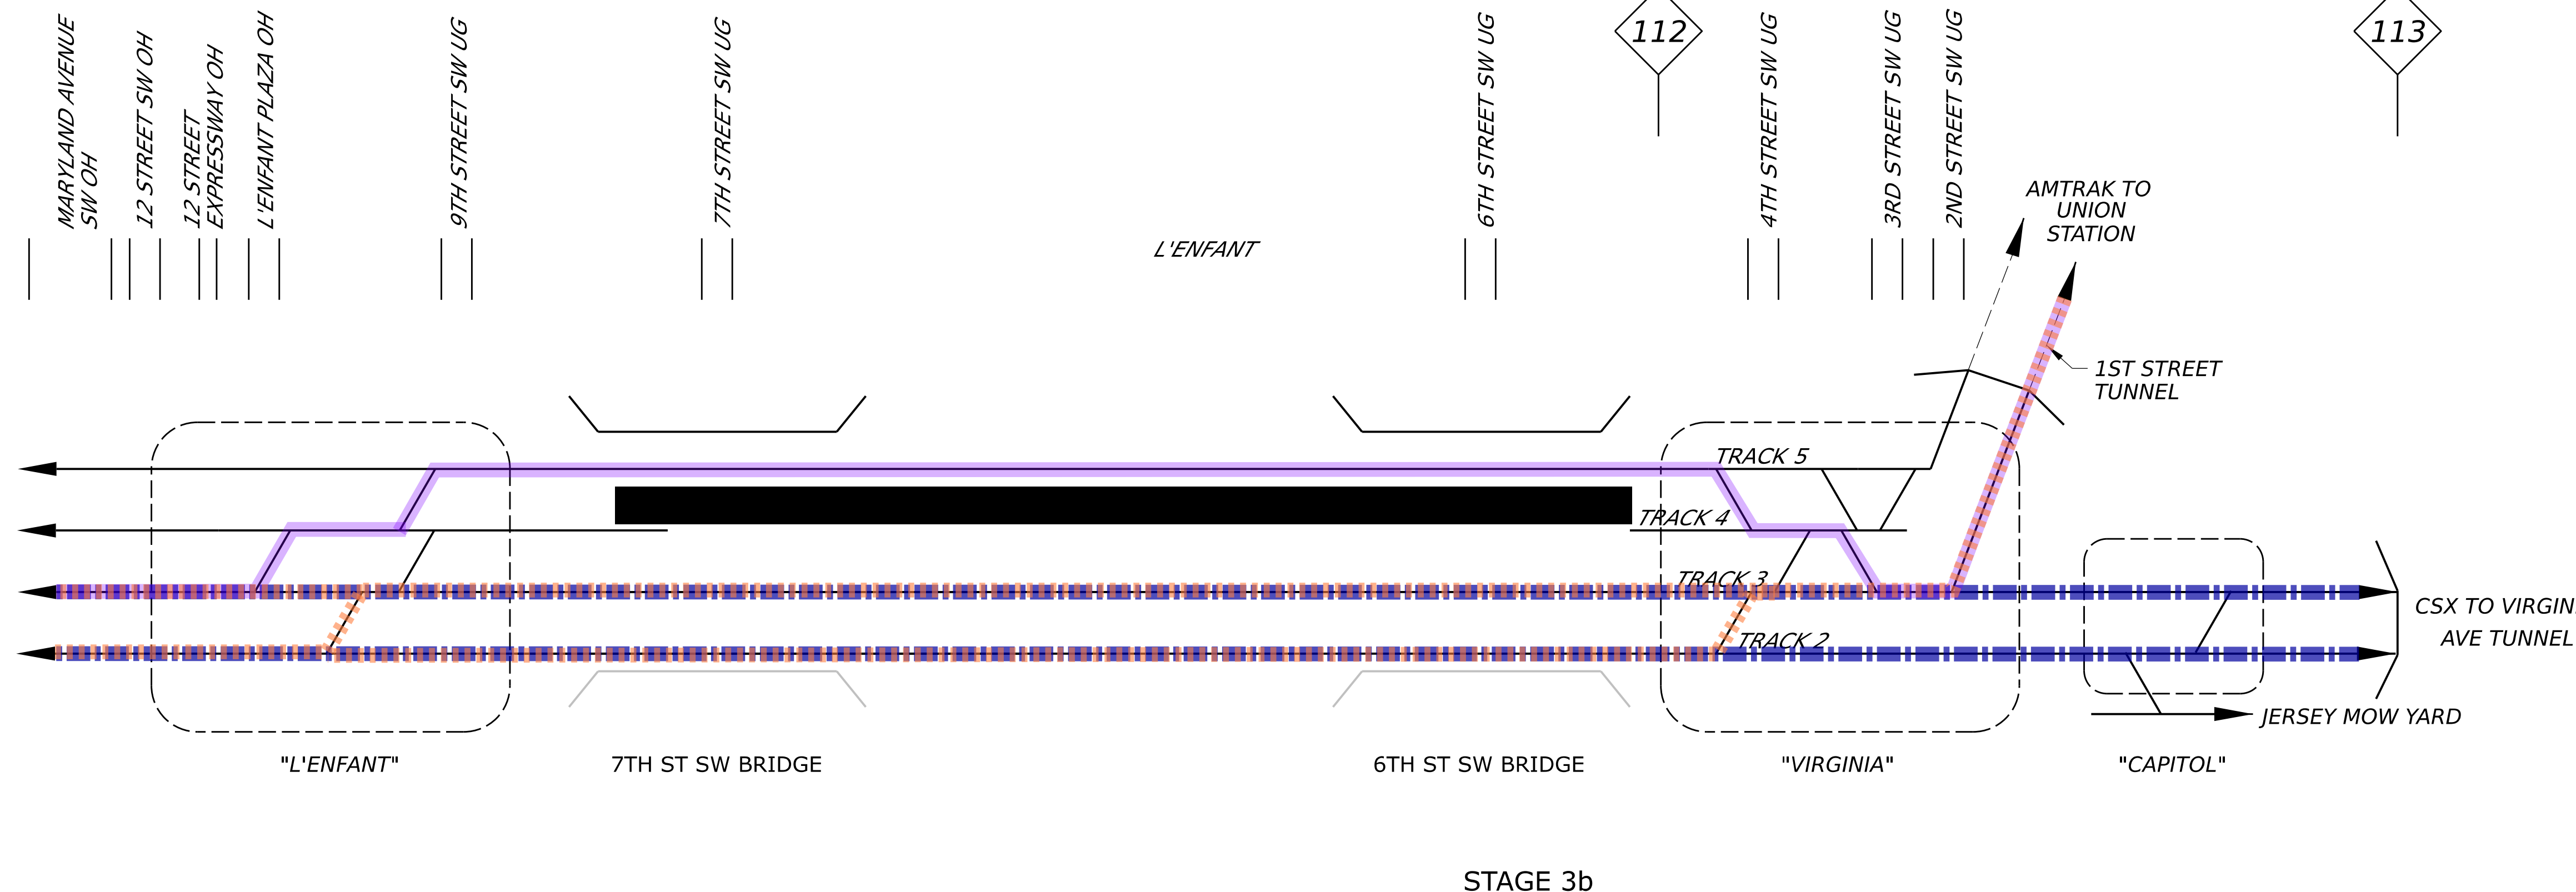 MARYLAND AVENUE
SW OH
12 STREET SW OH
12 STREET
EXPRESSWAY OH
L'ENFANT PLAZA OH
9TH STREET SW UG
7TH STREET SW UG
6TH STREET SW UG
112
4TH STREET SW UG
3RD STREET SW UG
2ND STREET SW UG
113
L'ENFANT
AMTRAK TO
UNION
STATION
1ST STREET
TUNNEL
TRACK 5
TRACK 4
TRACK 3
TRACK 2
CSX TO VIRGIN
AVE TUNNEL
JERSEY MOW YARD
"L'ENFANT"
7TH ST SW BRIDGE
6TH ST SW BRIDGE
"VIRGINIA"
"CAPITOL"
STAGE 3b